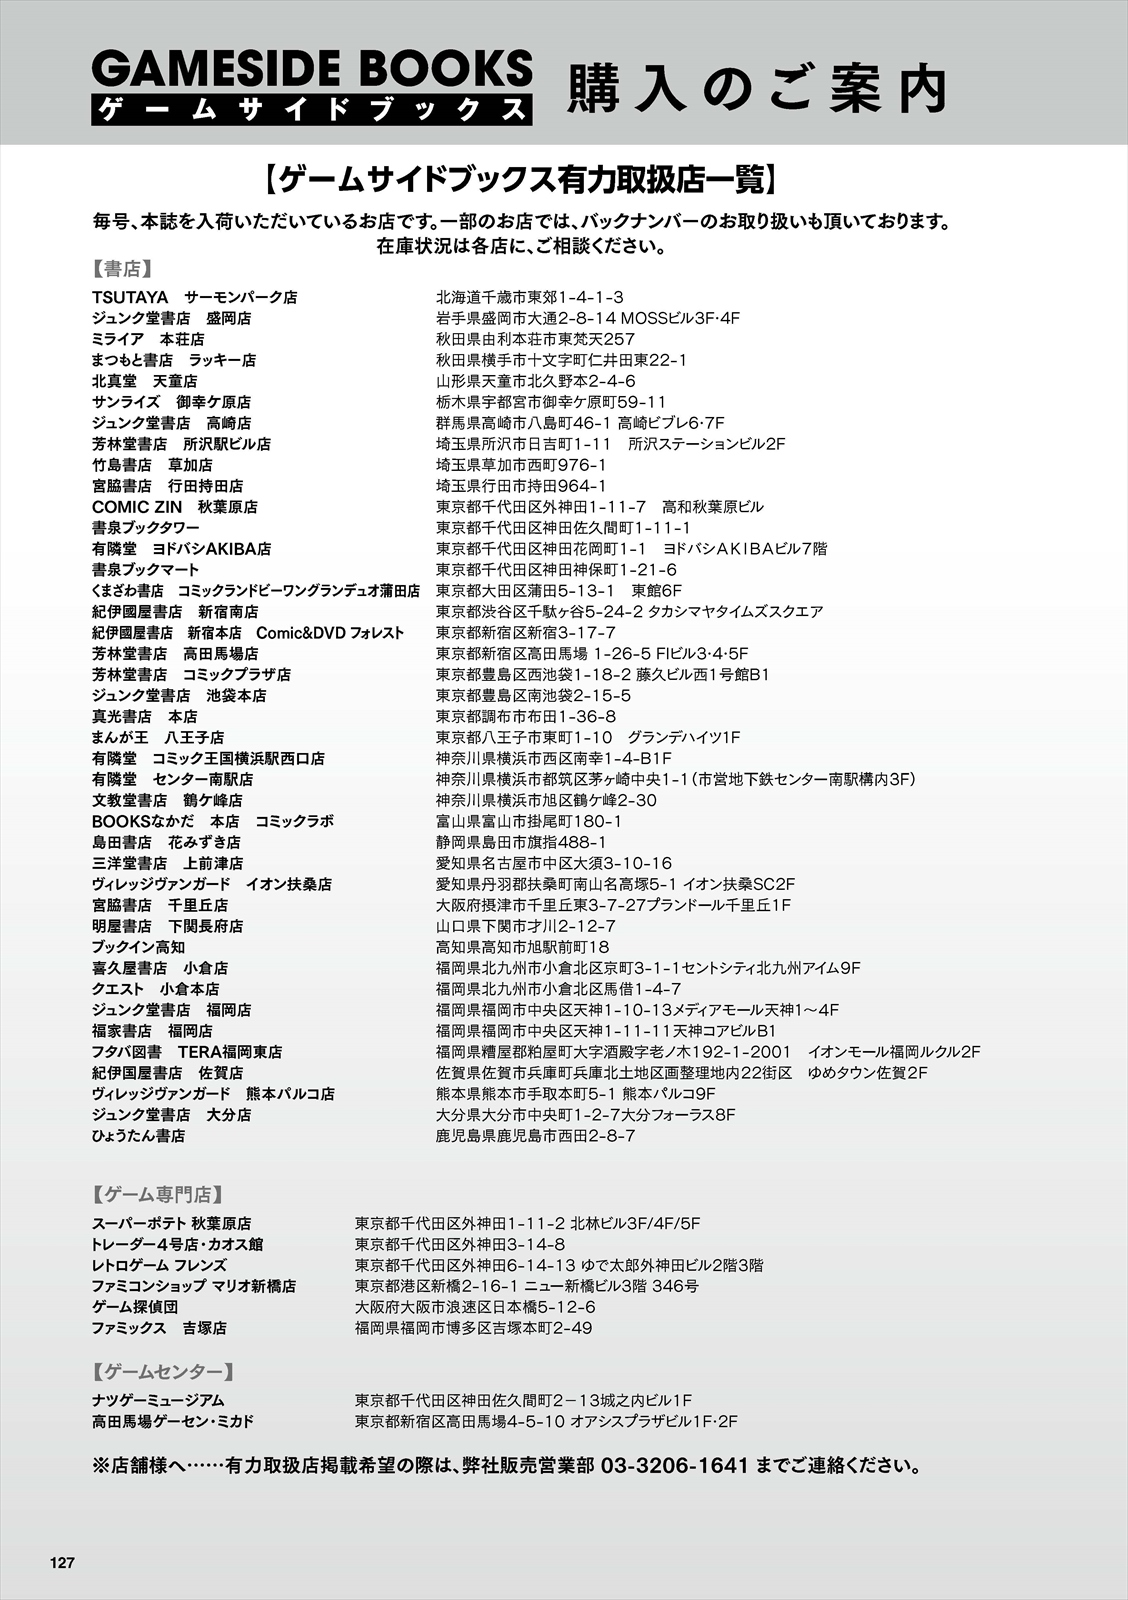 GAMESIDE BOOKS
ゲームサイドブックス
購入のご案内
【ゲームサイドブックス有力取扱店一覧】
毎号、本誌を入荷いただいているお店です。一部のお店では、バックナンバーのお取り扱いも頂いております。
在庫状況は各店に、ご相談ください。
【書店】
TSUTAYA　サーモンパーク店　北海道千歳市東郊1-4-1-3
ジュンク堂書店　盛岡店　岩手県盛岡市大通2-8-14 MOSSビル3F・4F
ミライア　本荘店　秋田県由利本荘市東梵天257
まつもと書店　ラッキー店　秋田県横手市十文字町仁井田東22-1
北真堂　天童店　山形県天童市北久野本2-4-6
サンライズ　御幸ケ原店　栃木県宇都宮市御幸ケ原町59-11
ジュンク堂書店　高崎店　群馬県高崎市八島町46-1 高崎ビブレ6・7F
芳林堂書店　所沢駅ビル店　埼玉県所沢市日吉町1-11　所沢ステーションビル2F
竹島書店　草加店　埼玉県草加市西町976-1
宮脇書店　行田持田店　埼玉県行田市持田964-1
COMIC ZIN　秋葉原店　東京都千代田区外神田1-11-7　高和秋葉原ビル
書泉ブックタワー　東京都千代田区神田佐久間町1-11-1
有隣堂　ヨドバシAKIBA店　東京都千代田区神田花岡町1-1　ヨドバシAKIBAビル7階
書泉ブックマート　東京都千代田区神田神保町1-21-6
くまざわ書店　コミックランドビーワングランデュオ蒲田店　東京都大田区蒲田5-13-1　東館6F
紀伊國屋書店　新宿南店　東京都渋谷区千駄ヶ谷5-24-2 タカシマヤタイムズスクエア
紀伊國屋書店　新宿本店　Comic&DVD フォレスト　東京都新宿区新宿3-17-7
芳林堂書店　高田馬場店　東京都新宿区高田馬場 1-26-5 FIビル3・4・5F
芳林堂書店　コミックプラザ店　東京都豊島区西池袋1-18-2 藤久ビル西1号館B1
ジュンク堂書店　池袋本店　東京都豊島区南池袋2-15-5
真光書店　本店　東京都調布市布田1-36-8
まんが王　八王子店　東京都八王子市東町1-10　グランデハイツ1F
有隣堂　コミック王国横浜駅西口店　神奈川県横浜市西区南幸1-4-B1F
有隣堂　センター南駅店　神奈川県横浜市都筑区茅ヶ崎中央1-1（市営地下鉄センター南駅構内3F）
文教堂書店　鶴ケ峰店　神奈川県横浜市旭区鶴ケ峰2-30
BOOKSなかだ　本店　コミックラボ　富山県富山市掛尾町180-1
島田書店　花みずき店　静岡県島田市旗指488-1
三洋堂書店　上前津店　愛知県名古屋市中区大須3-10-16
ヴィレッジヴァンガード　イオン扶桑店　愛知県丹羽郡扶桑町南山名高塚5-1 イオン扶桑SC2F
宮脇書店　千里丘店　大阪府摂津市千里丘東3-7-27プランドール千里丘1F
明屋書店　下関長府店　山口県下関市才川2-12-7
ブックイン高知　高知県高知市旭駅前町18
喜久屋書店　小倉店　福岡県北九州市小倉北区京町3-1-1セントシティ北九州アイム9F
クエスト　小倉本店　福岡県北九州市小倉北区馬借1-4-7
ジュンク堂書店　福岡店　福岡県福岡市中央区天神1-10-13メディアモール天神1～4F
福家書店　福岡店　福岡県福岡市中央区天神1-11-11天神コアビルB1
フタバ図書　TERA福岡東店　福岡県糟屋郡粕屋町大字酒殿字老ノ木192-1-2001　イオンモール福岡ルクル2F
紀伊国屋書店　佐賀店　佐賀県佐賀市兵庫町兵庫北土地区画整理地内22街区　ゆめタウン佐賀2F
ヴィレッジヴァンガード　熊本パルコ店　熊本県熊本市手取本町5-1 熊本パルコ9F
ジュンク堂書店　大分店　大分県大分市中央町1-2-7大分フォーラス8F
ひょうたん書店　鹿児島県鹿児島市西田2-8-7
【ゲーム専門店】
スーパーポテト 秋葉原店　東京都千代田区外神田1-11-2 北林ビル3F/4F/5F
トレーダー4号店・カオス館　東京都千代田区外神田3-14-8
レトロゲーム フレンズ　東京都千代田区外神田6-14-13 ゆで太郎外神田ビル2階3階
ファミコンショップ マリオ新橋店　東京都港区新橋2-16-1 ニュー新橋ビル3階 346号
ゲーム探偵団　大阪府大阪市浪速区日本橋5-12-6
ファミックス　吉塚店　福岡県福岡市博多区吉塚本町2-49
【ゲームセンター】
ナツゲーミュージアム　東京都千代田区神田佐久間町2－13城之内ビル1F
高田馬場ゲーセン・ミカド　東京都新宿区高田馬場4-5-10 オアシスプラザビル1F・2F
※店舗様へ……有力取扱店掲載希望の際は、弊社販売営業部 03-3206-1641 までご連絡ください。
127